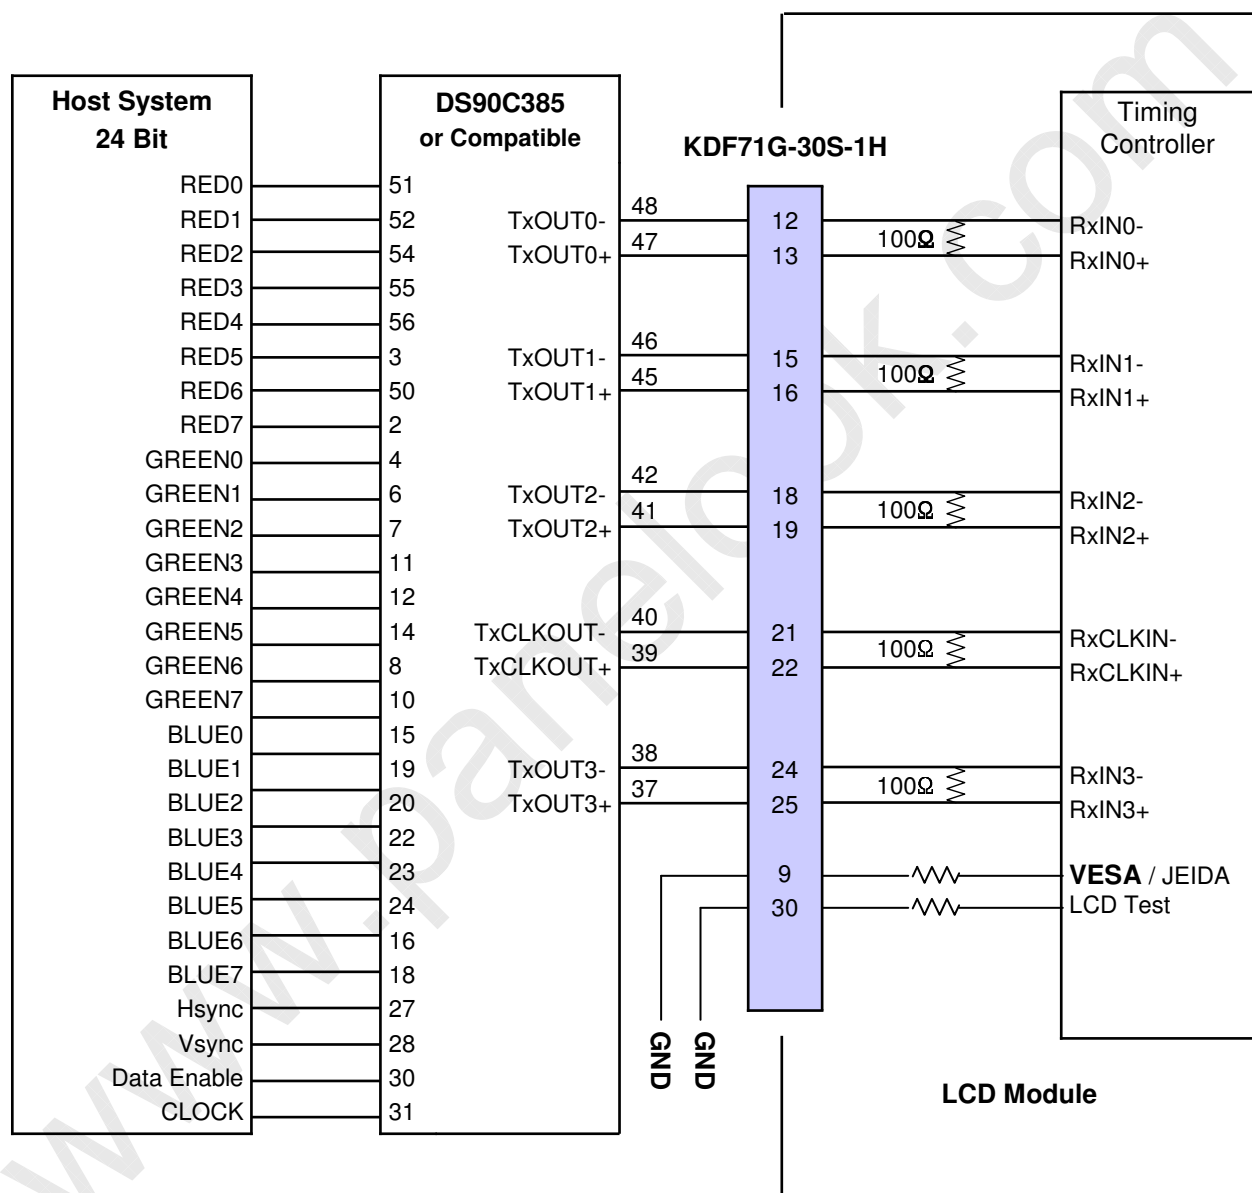 Host System
24 Bit
RED0
RED1
RED2
RED3
RED4
RED5
RED6
RED7
GREEN0
GREEN1
GREEN2
GREEN3
GREEN4
GREEN5
GREEN6
GREEN7
BLUE0
BLUE1
BLUE2
BLUE3
BLUE4
BLUE5
BLUE6
BLUE7
Hsync
Vsync
Data Enable
CLOCK
DS90C385
or Compatible
51
52
54
55
56
3
50
2
4
6
7
11
12
14
8
10
15
19
20
22
23
24
16
18
27
28
30
31
TxOUT0-
TxOUT0+
TxOUT1-
TxOUT1+
TxOUT2-
TxOUT2+
TxCLKOUT-
TxCLKOUT+
TxOUT3-
TxOUT3+
48
47
46
45
42
41
40
39
38
37
GND
GND
KDF71G-30S-1H
12
13
15
16
18
19
21
22
24
25
9
30
100Ω
100Ω
100Ω
100Ω
100Ω
Timing
Controller
RxIN0-
RxIN0+
RxIN1-
RxIN1+
RxIN2-
RxIN2+
RxCLKIN-
RxCLKIN+
RxIN3-
RxIN3+
VESA / JEIDA
LCD Test
LCD Module
www.panelook.com